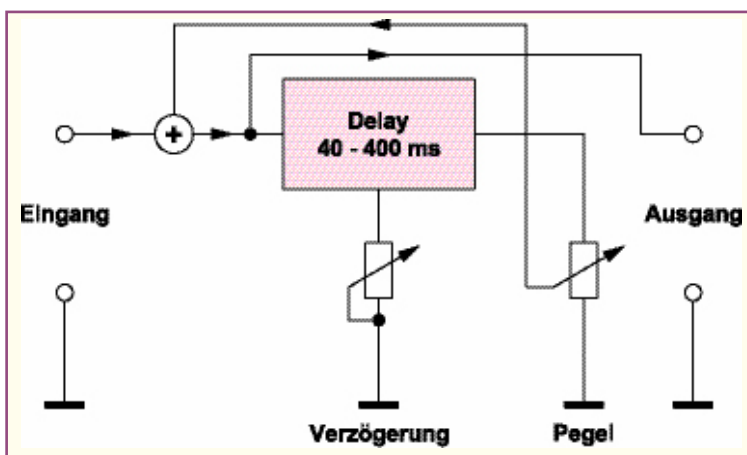 +
Delay
40 - 400 ms
Eingang
Ausgang
Verzögerung
Pegel